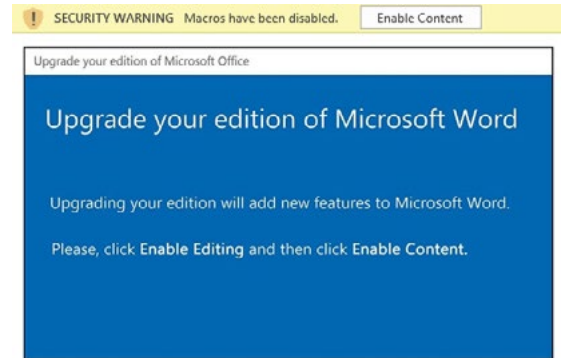 SECURITY WARNING Macros have been disabled. Enable Content
Upgrade your edition of Microsoft Office
Upgrade your edition of Microsoft Word
Upgrading your edition will add new features to Microsoft Word.
Please, click Enable Editing and then click Enable Content.